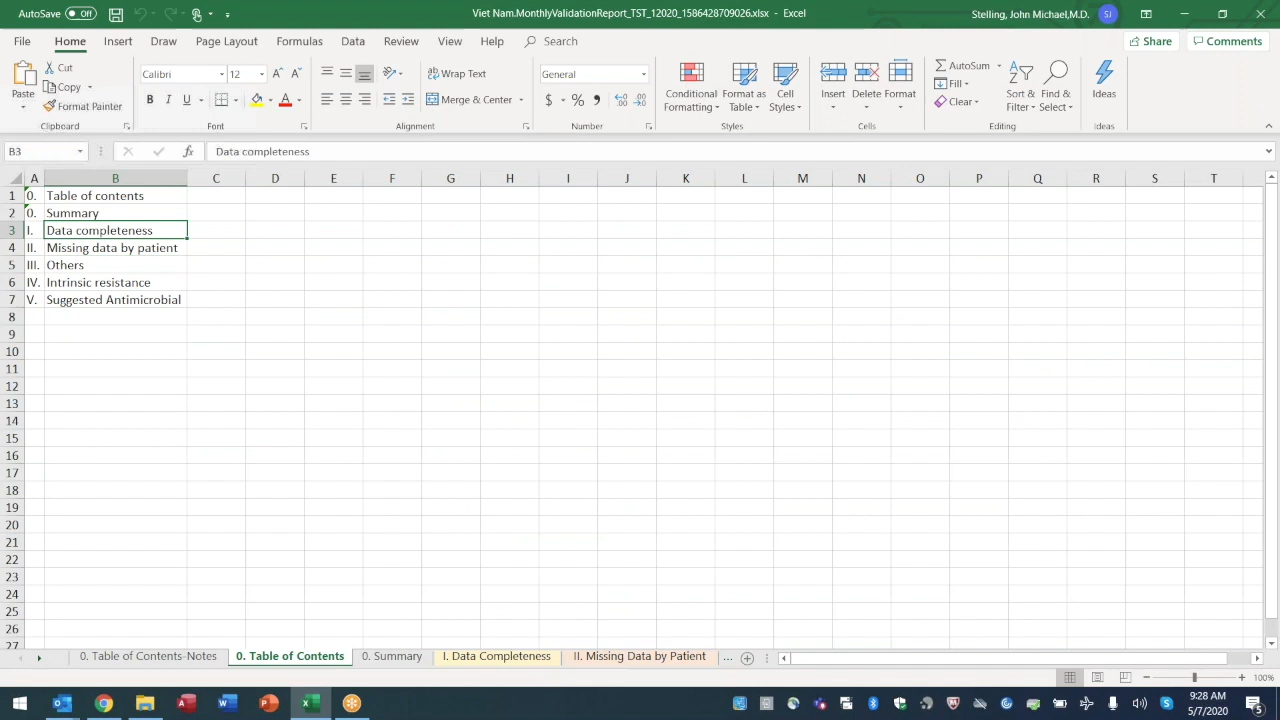 AutoSave Off
Viet Nam.MonthlyValidationReport_TST_12020_1586428709026.xlsx - Excel
Stelling, John Michael,M.D. SJ
File Home Insert Draw Page Layout Formulas Data Review View Help Search
Share Comments
Paste
Cut
Copy
Format Painter
Clipboard
Calibri 12
B I U
Font
Wrap Text
Merge & Center
Alignment
General
$ % ,
Number
Conditional Formatting
Format as Table
Cell Styles
Styles
Insert Delete Format
Cells
AutoSum
Fill
Clear
Sort & Filter
Find & Select
Editing
Ideas
Ideas
B3 fx Data completeness
A B C D E F G H I J K L M N O P Q R S T
1 0. Table of contents
2 0. Summary
3 I. Data completeness
4 II. Missing data by patient
5 III. Others
6 IV. Intrinsic resistance
7 V. Suggested Antimicrobial
8
9
10
11
12
13
14
15
16
17
18
19
20
21
22
23
24
25
26
27
0. Table of Contents-Notes 0. Table of Contents 0. Summary I. Data Completeness II. Missing Data by Patient ...
100%
9:28 AM
5/7/2020